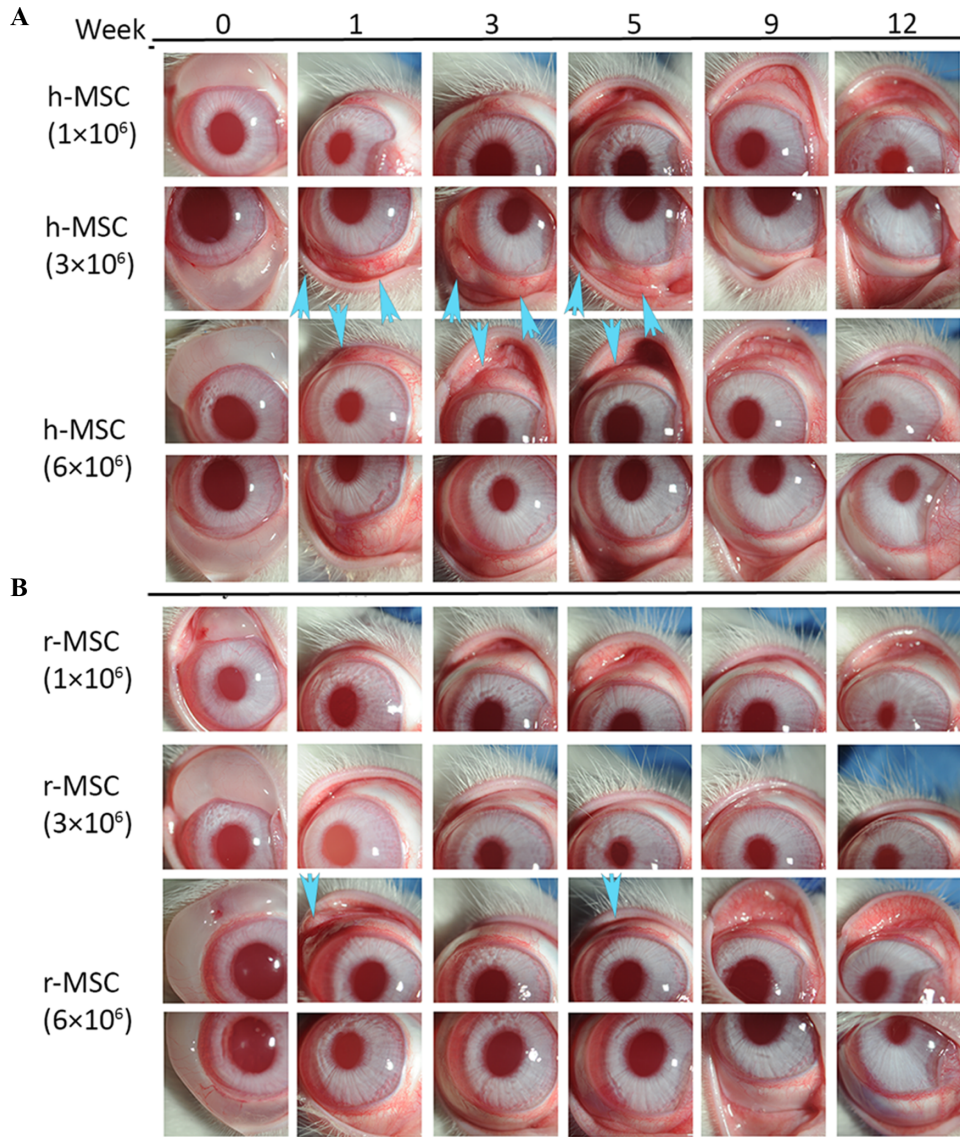 A
Week 0 1 3 5 9 12
h-MSC
(1×10⁶)
h-MSC
(3×10⁶)
h-MSC
(6×10⁶)
B
r-MSC
(1×10⁶)
r-MSC
(3×10⁶)
r-MSC
(6×10⁶)